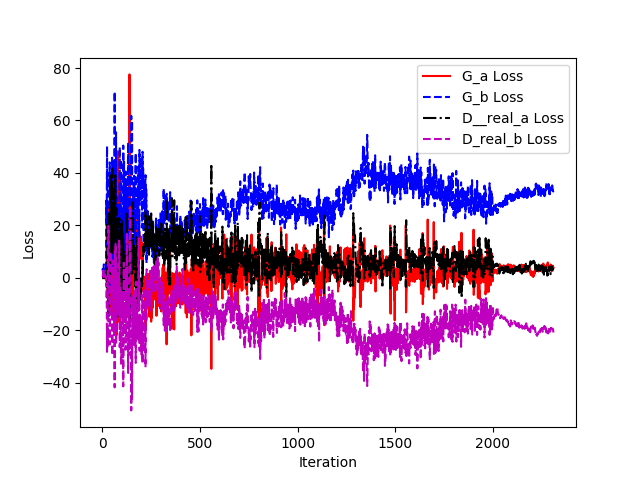 G_a Loss
G_b Loss
D__real_a Loss
D_real_b Loss
80
60
40
20
0
−20
−40
Loss
0
500
1000
1500
2000
Iteration